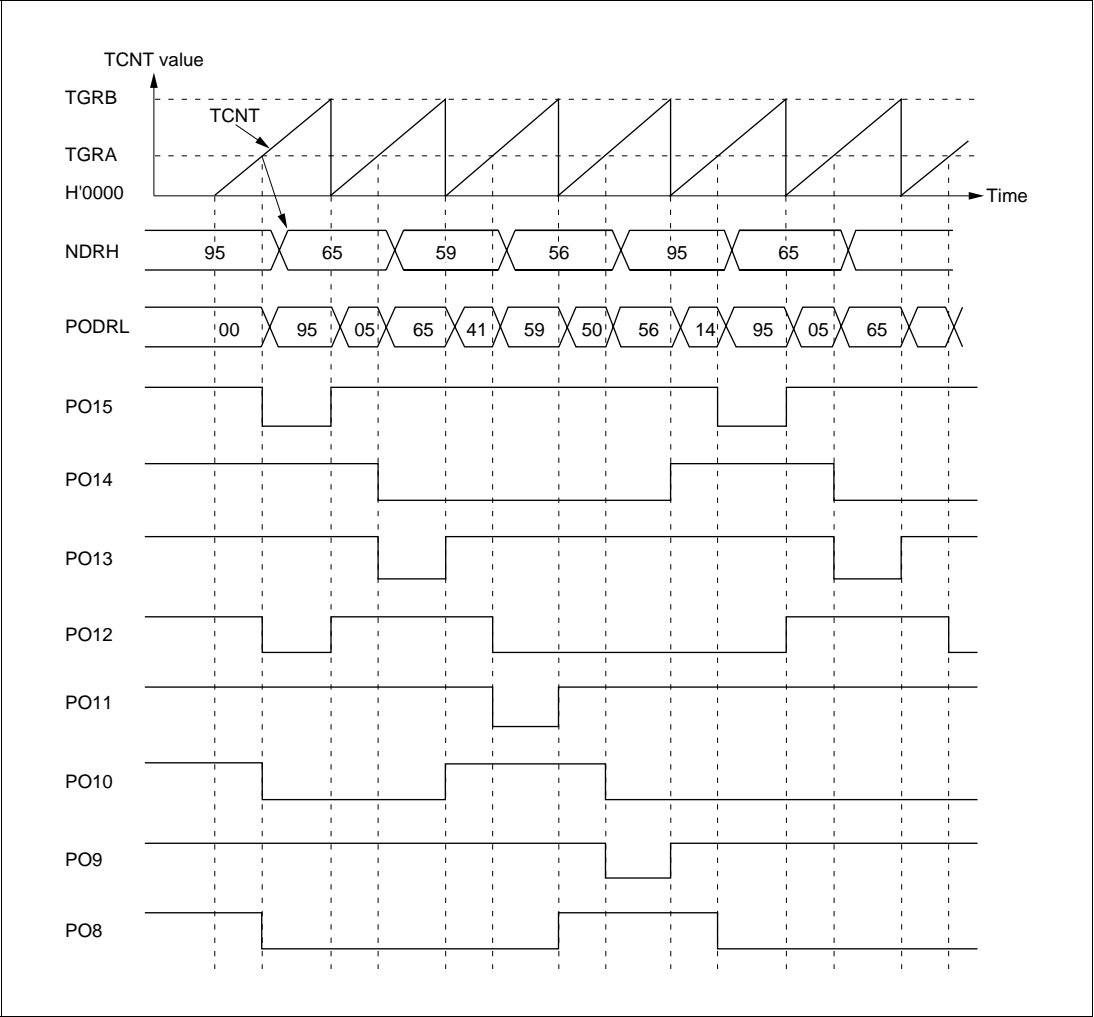 TCNT value
TGRB
TCNT
TGRA
H'0000
Time
NDRH 95 65 59 56 95 65
PODRL 00 95 05 65 41 59 50 56 14 95 05 65
PO15
PO14
PO13
PO12
PO11
PO10
PO9
PO8